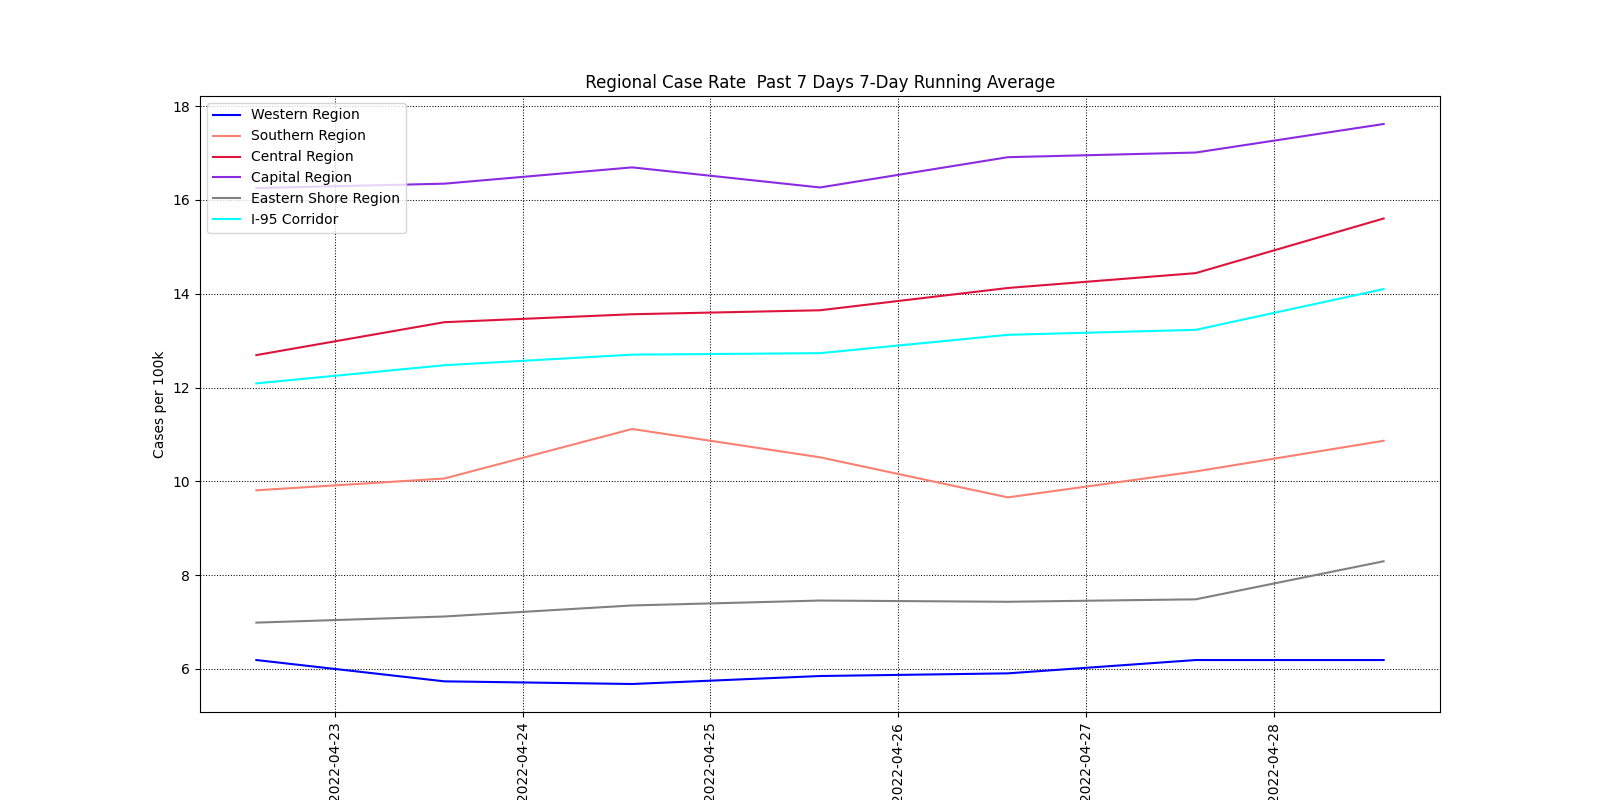 Regional Case Rate  Past 7 Days 7-Day Running Average
Western Region
Southern Region
Central Region
Capital Region
Eastern Shore Region
I-95 Corridor
Cases per 100k
18
16
14
12
10
8
6
2022-04-23
2022-04-24
2022-04-25
2022-04-26
2022-04-27
2022-04-28